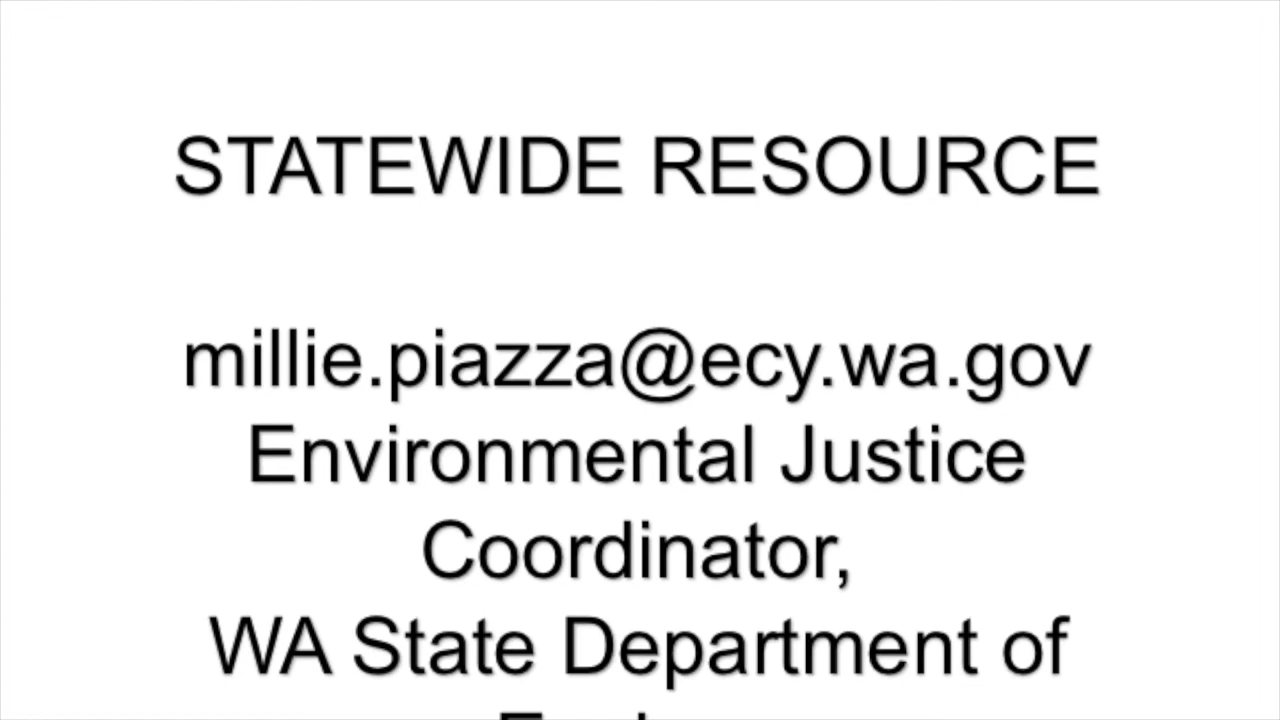 STATEWIDE RESOURCE
millie.piazza@ecy.wa.gov
Environmental Justice
Coordinator,
WA State Department of